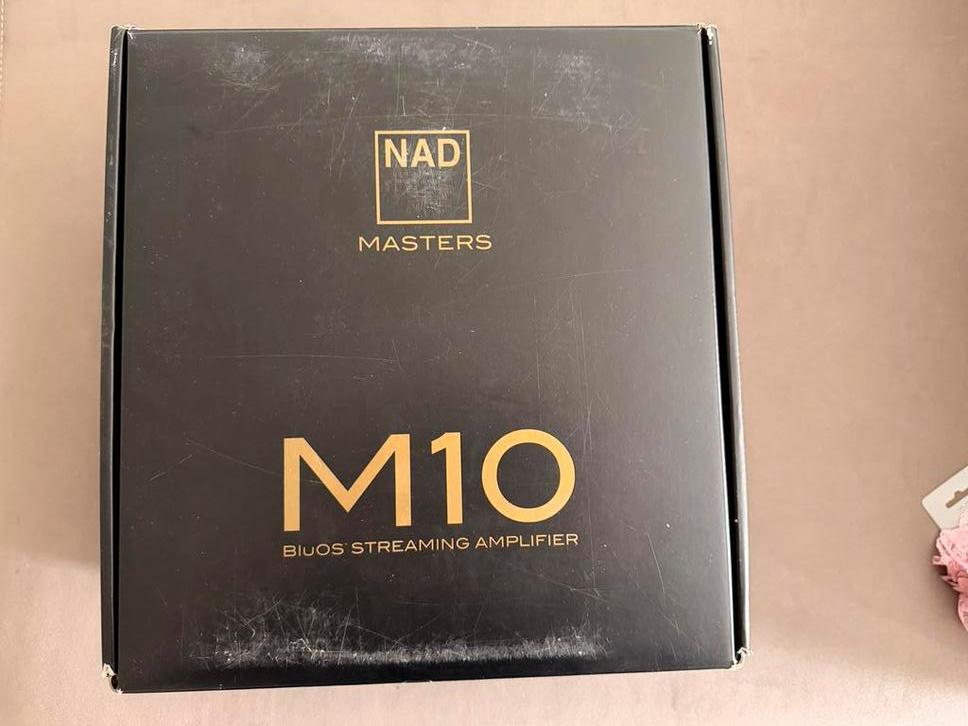 NAD
MASTERS
M10
BluOS STREAMING AMPLIFIER